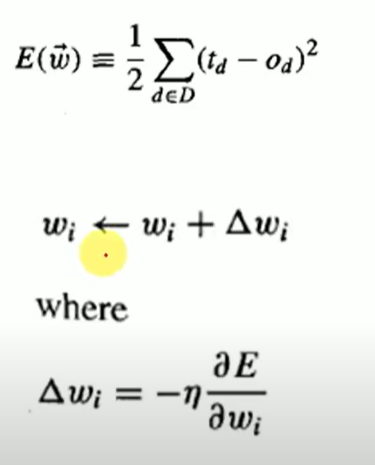 E(w⃗) ≡ 1/2 ∑_{d∈D} (t_d − o_d)²
w_i ← w_i + Δw_i
where
Δw_i = −η ∂E/∂w_i